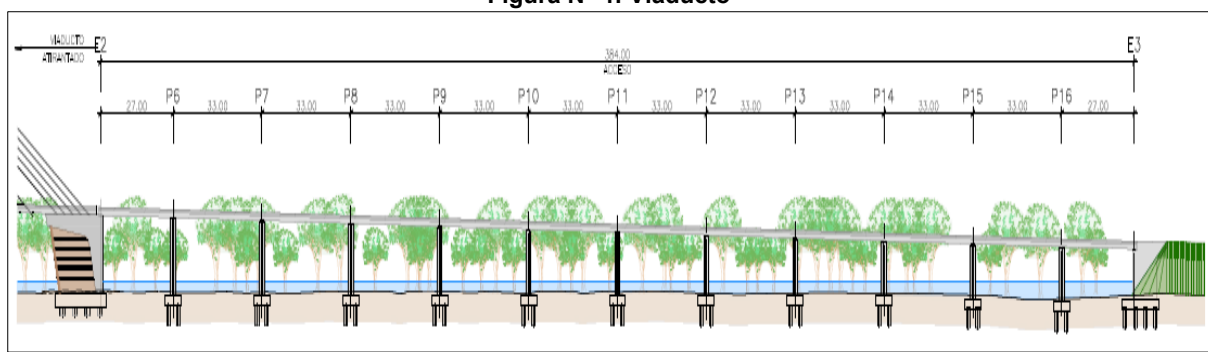 Figura N° 4. Viaducto
VIADUCTO
ATIRANTADO
E2
384.00
ACCESO
E3
27.00 P6 33.00 P7 33.00 P8 33.00 P9 33.00 P10 33.00 P11 33.00 P12 33.00 P13 33.00 P14 33.00 P15 33.00 P16 27.00